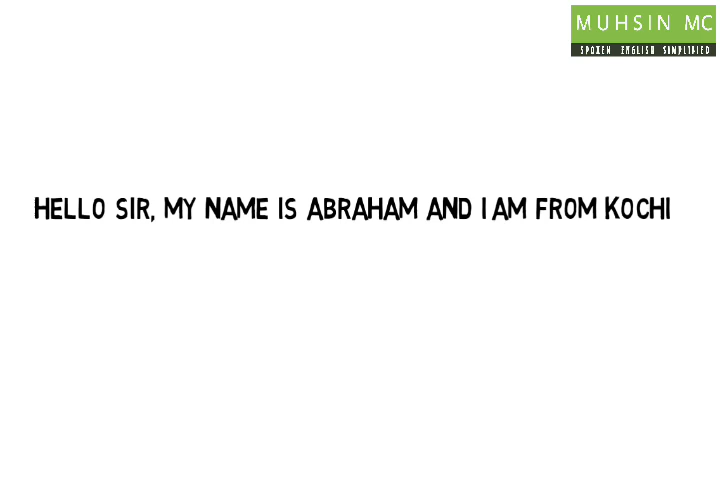 MUHSIN MC
SPOKEN ENGLISH SIMPLIFIED
HELLO SIR, MY NAME IS ABRAHAM AND I AM FROM KOCHI